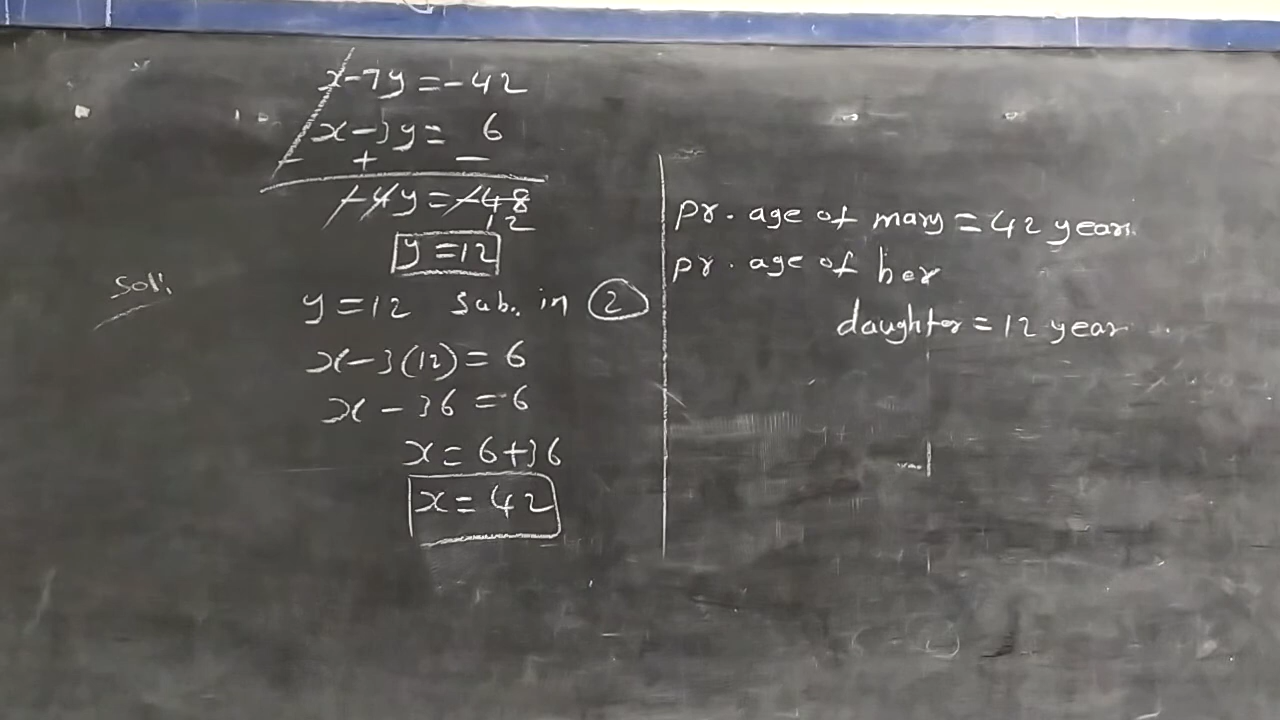 x-7y=-42
x-3y= 6
- + -
-4y=-48
12
y=12
Sol:
y=12 Sub. in 2
x-3(12)=6
x-36=6
x=6+36
x=42
pr. age of mary=42 years.
pr. age of her
daughter=12 year